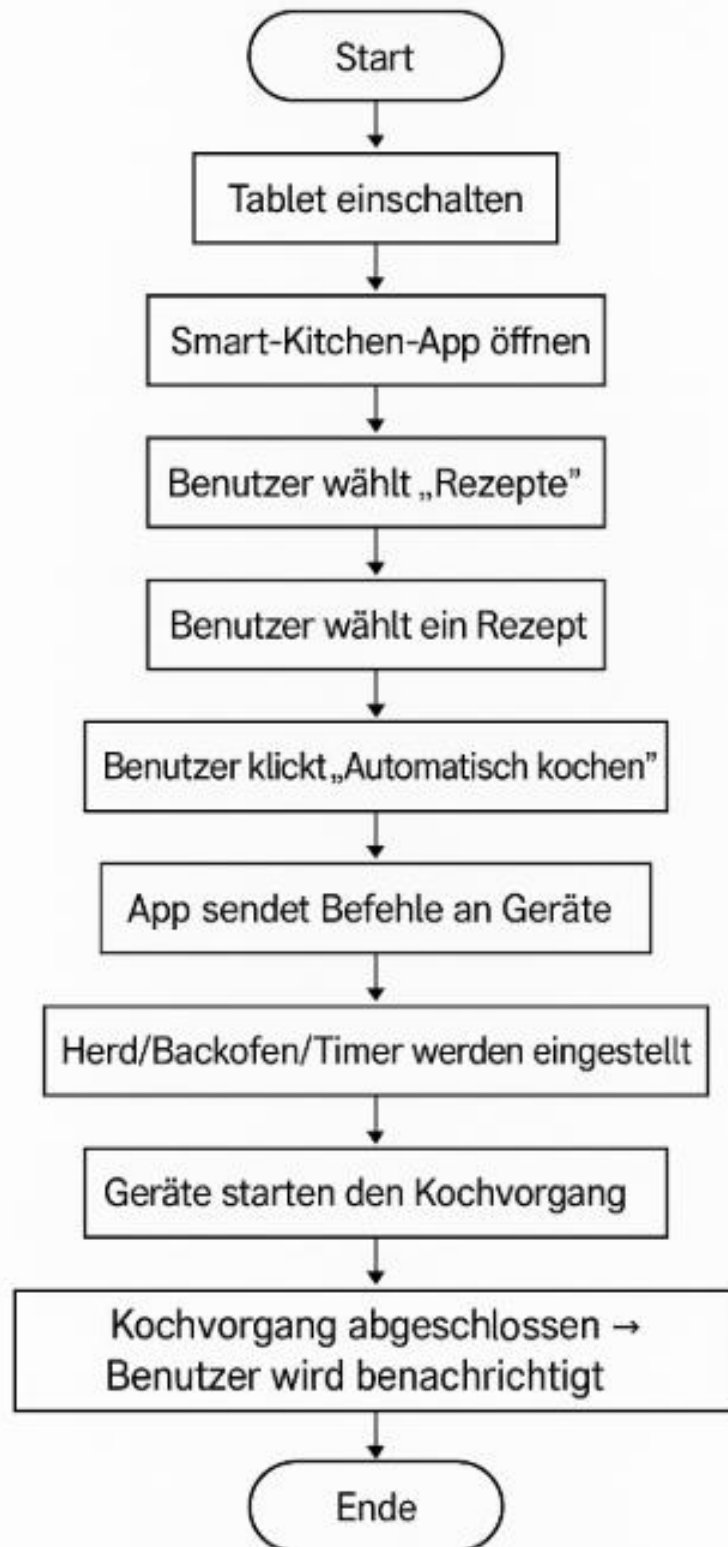 Start
Tablet einschalten
Smart-Kitchen-App öffnen
Benutzer wählt „Rezepte”
Benutzer wählt ein Rezept
Benutzer klickt „Automatisch kochen”
App sendet Befehle an Geräte
Herd/Backofen/Timer werden eingestellt
Geräte starten den Kochvorgang
Kochvorgang abgeschlossen →
Benutzer wird benachrichtigt
Ende